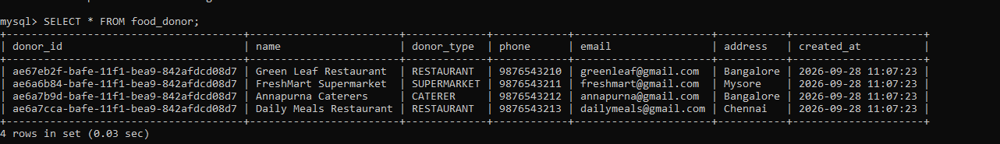 mysql> SELECT * FROM food_donor;
+--------------------------------------+-----------------------+-------------+------------+----------------------+-----------+---------------------+
| donor_id                             | name                  | donor_type  | phone      | email                | address   | created_at          |
+--------------------------------------+-----------------------+-------------+------------+----------------------+-----------+---------------------+
| ae67eb2f-bafe-11f1-bea9-842afdcd08d7 | Green Leaf Restaurant | RESTAURANT  | 9876543210 | greenleaf@gmail.com  | Bangalore | 2026-09-28 11:07:23 |
| ae6a6b84-bafe-11f1-bea9-842afdcd08d7 | FreshMart Supermarket | SUPERMARKET | 9876543211 | freshmart@gmail.com  | Mysore    | 2026-09-28 11:07:23 |
| ae6a7b9d-bafe-11f1-bea9-842afdcd08d7 | Annapurna Caterers    | CATERER     | 9876543212 | annapurna@gmail.com  | Bangalore | 2026-09-28 11:07:23 |
| ae6a7cca-bafe-11f1-bea9-842afdcd08d7 | Daily Meals Restaurant | RESTAURANT  | 9876543213 | dailymeals@gmail.com | Chennai   | 2026-09-28 11:07:23 |
+--------------------------------------+-----------------------+-------------+------------+----------------------+-----------+---------------------+
4 rows in set (0.03 sec)